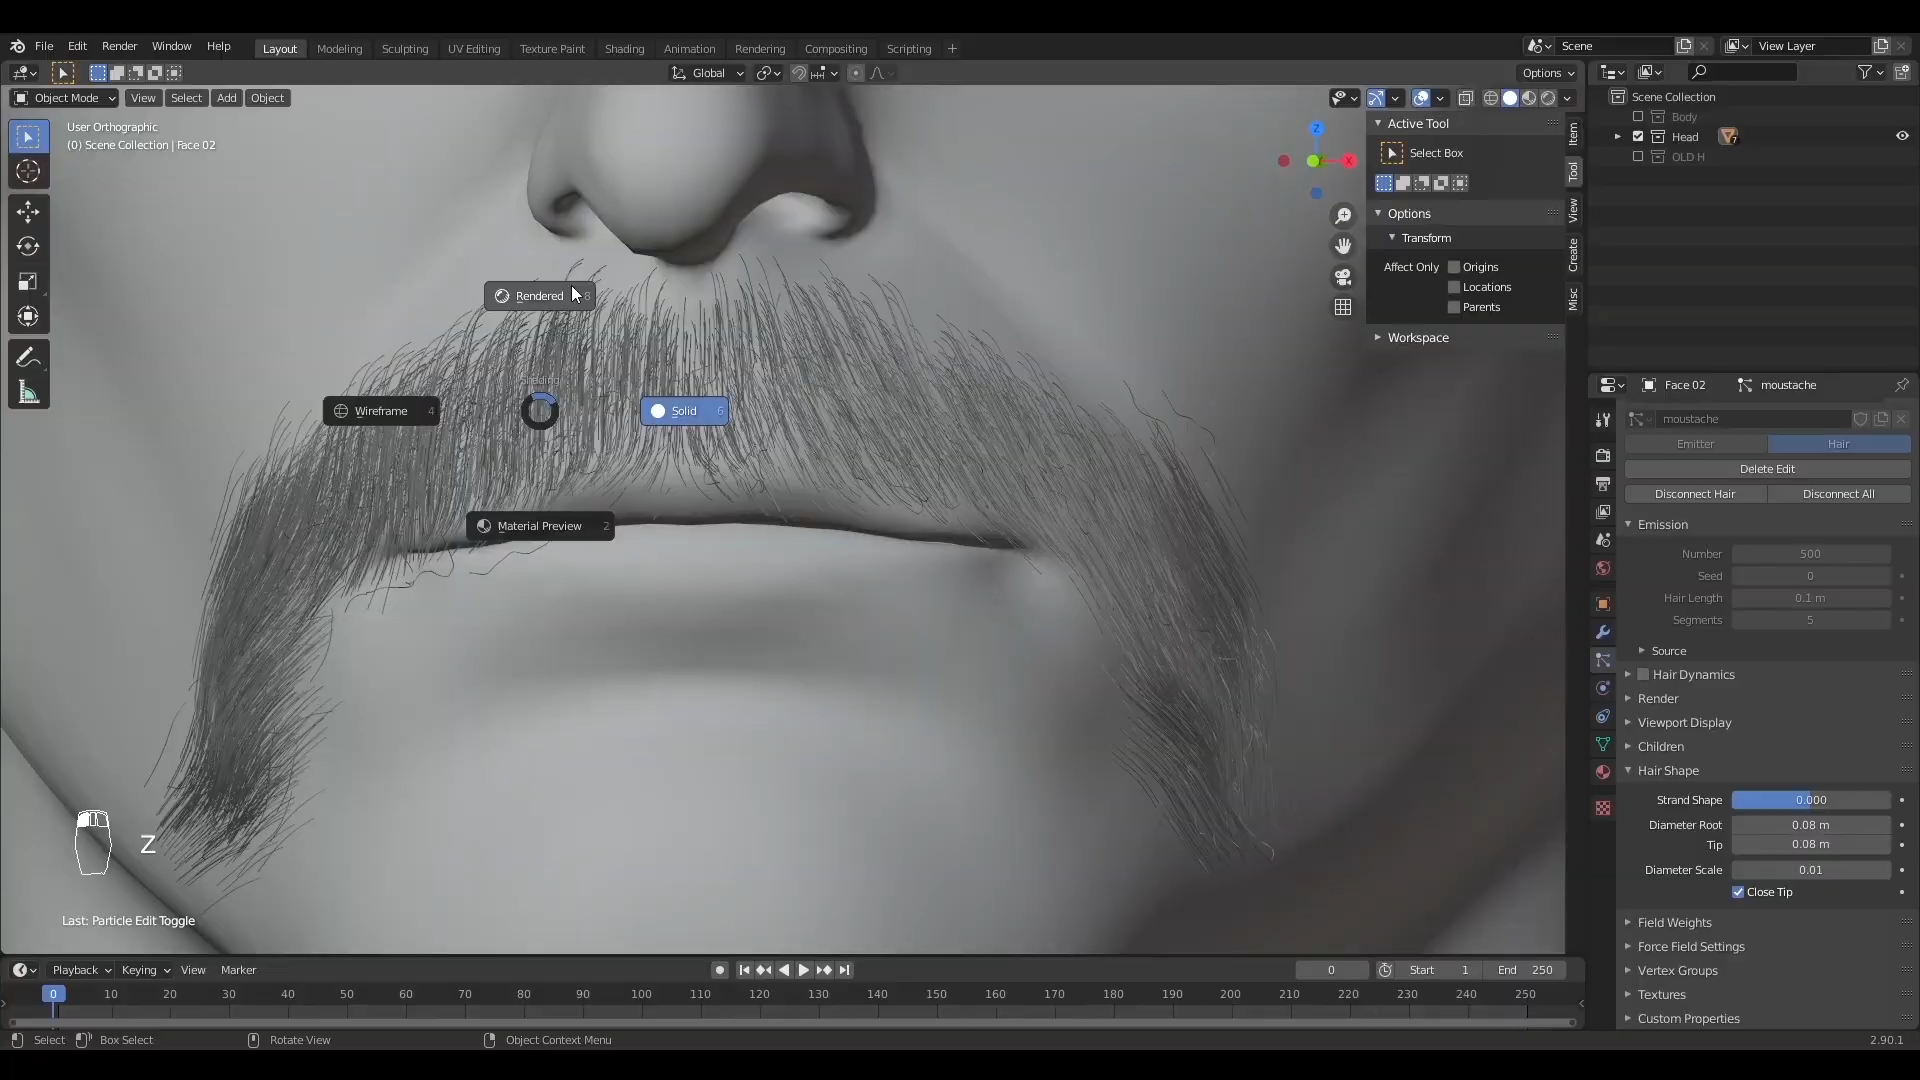 File Edit Render Window Help
Layout Modeling Sculpting UV Editing Texture Paint Shading Animation Rendering Compositing Scripting
Scene
View Layer
Global
Options
Object Mode View Select Add Object
User Orthographic
(0) Scene Collection | Face 02
Z
X
Active Tool
Select Box
Options
Transform
Affect Only Origins
Locations
Parents
Workspace
Item
Tool
View
Create
Misc
Scene Collection
Body
Head 7
OLD H
Rendered 8
Shading
Wireframe 4
Solid 6
Material Preview 2
Z
Last: Particle Edit Toggle
Face 02 moustache
moustache
Emitter Hair
Delete Edit
Disconnect Hair Disconnect All
Emission
Number 500
Seed 0
Hair Length 0.1 m
Segments 5
Source
Hair Dynamics
Render
Viewport Display
Children
Hair Shape
Strand Shape 0.000
Diameter Root 0.08 m
Tip 0.08 m
Diameter Scale 0.01
Close Tip
Field Weights
Force Field Settings
Vertex Groups
Textures
Custom Properties
Playback Keying View Marker
0 Start 1 End 250
0 10 20 30 40 50 60 70 80 90 100 110 120 130 140 150 160 170 180 190 200 210 220 230 240 250
Select Box Select Rotate View Object Context Menu 2.90.1